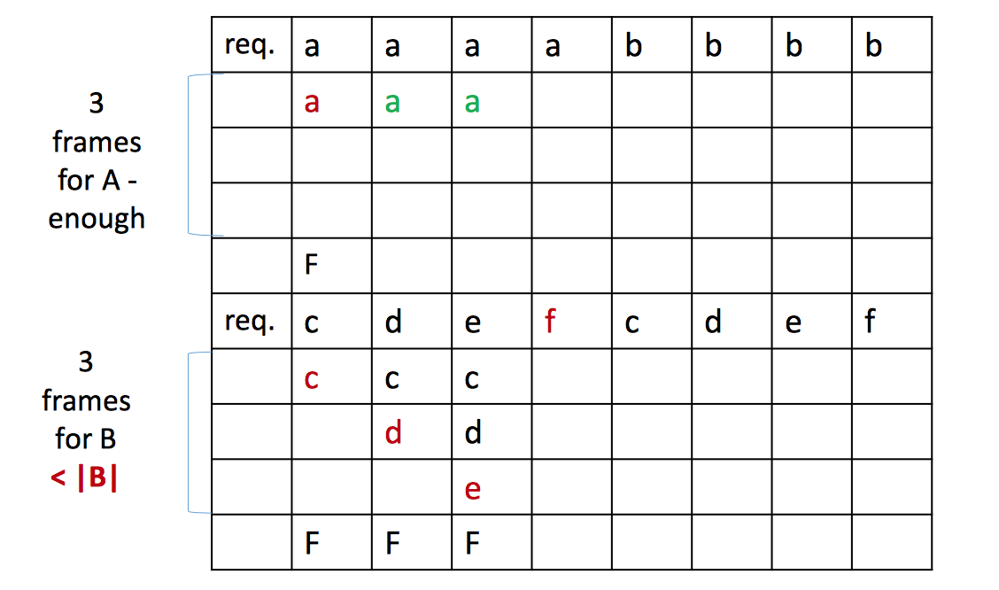 req. a a a a b b b b
3
frames
for A -
enough
a a a
F
req. c d e f c d e f
3
frames
for B
< |B|
c c c
d d
e
F F F